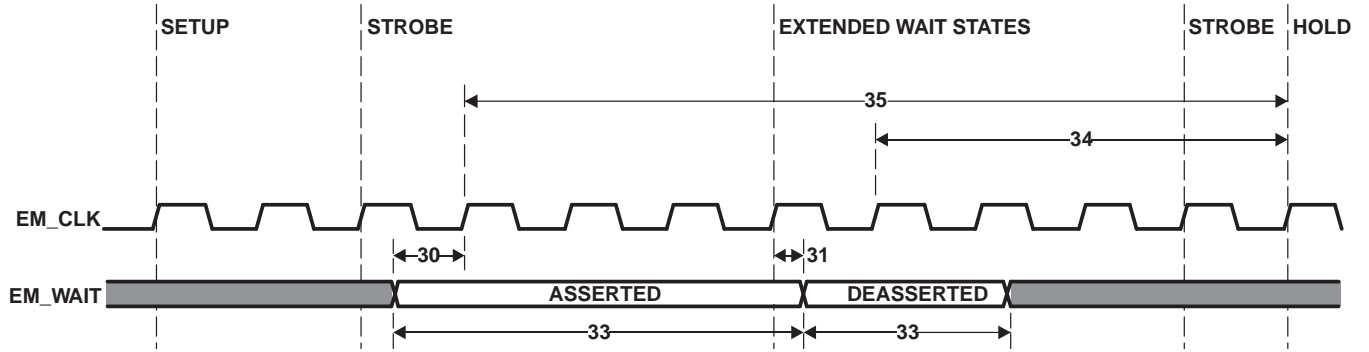 SETUP STROBE EXTENDED WAIT STATES STROBE HOLD
35
34
EM_CLK
30 31
EM_WAIT ASSERTED DEASSERTED
33 33